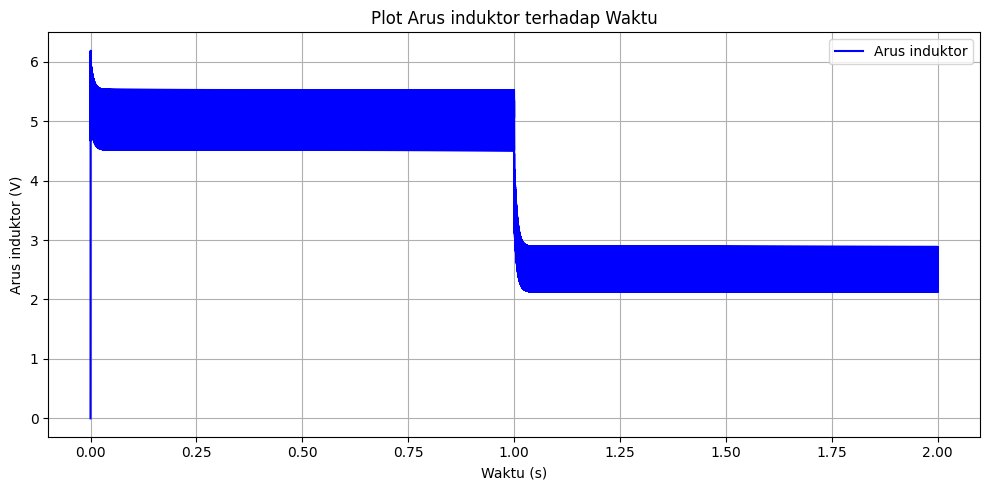 Plot Arus induktor terhadap Waktu
Arus induktor
Arus induktor (V)
6
5
4
3
2
1
0
0.00 0.25 0.50 0.75 1.00 1.25 1.50 1.75 2.00
Waktu (s)